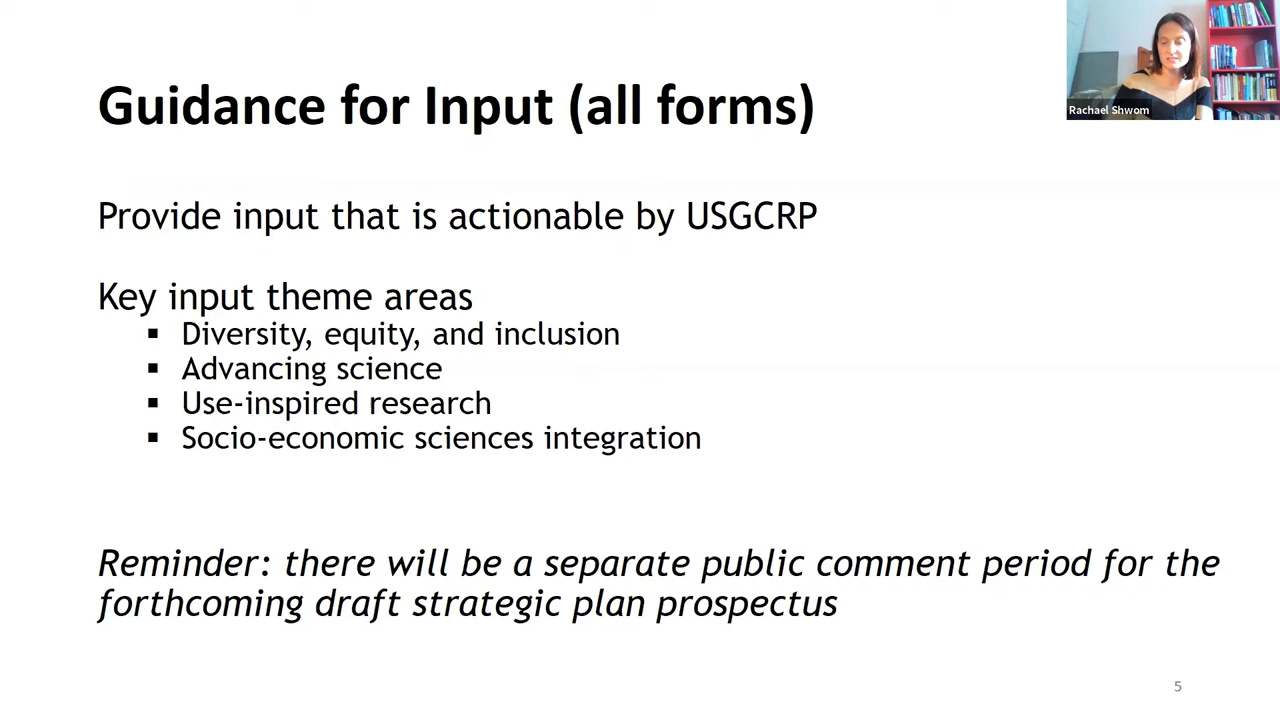 Guidance for Input (all forms)
Rachael Shwom
Provide input that is actionable by USGCRP
Key input theme areas
▪ Diversity, equity, and inclusion
▪ Advancing science
▪ Use-inspired research
▪ Socio-economic sciences integration
Reminder: there will be a separate public comment period for the
forthcoming draft strategic plan prospectus
5